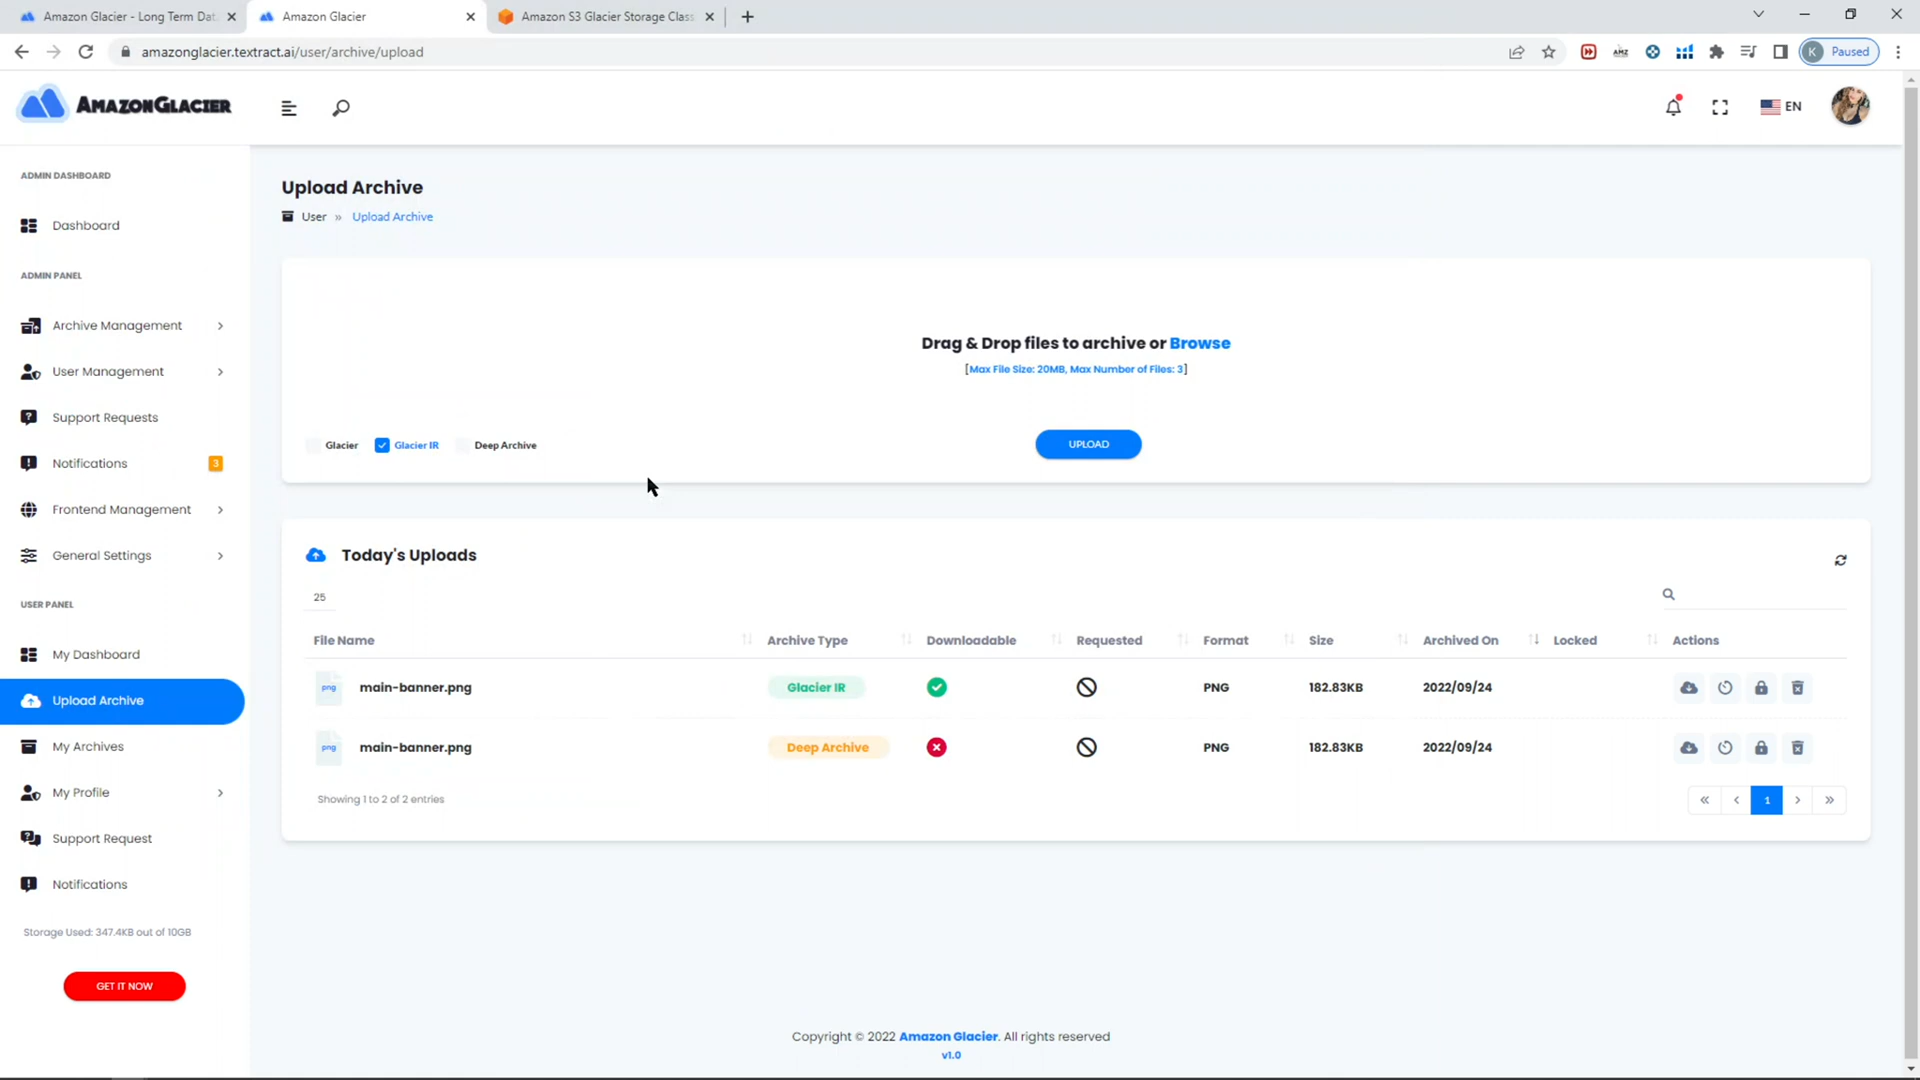 Amazon Glacier - Long Term Dat
Amazon Glacier
Amazon S3 Glacier Storage Class
amazonglacier.textract.ai/user/archive/upload
AMZ
K Paused
AMAZONGLACIER
EN
ADMIN DASHBOARD
Dashboard
ADMIN PANEL
Archive Management
User Management
Support Requests
Notifications 3
Frontend Management
General Settings
USER PANEL
My Dashboard
Upload Archive
My Archives
My Profile
Support Request
Notifications
Storage Used: 347.4KB out of 10GB
GET IT NOW
Upload Archive
User » Upload Archive
Drag & Drop files to archive or Browse
[Max File Size: 20MB, Max Number of Files: 3]
Glacier Glacier IR Deep Archive
UPLOAD
Today's Uploads
25
File Name Archive Type Downloadable Requested Format Size Archived On Locked Actions
png main-banner.png Glacier IR PNG 182.83KB 2022/09/24
png main-banner.png Deep Archive PNG 182.83KB 2022/09/24
Showing 1 to 2 of 2 entries
« ‹ 1 › »
Copyright © 2022 Amazon Glacier. All rights reserved
v1.0